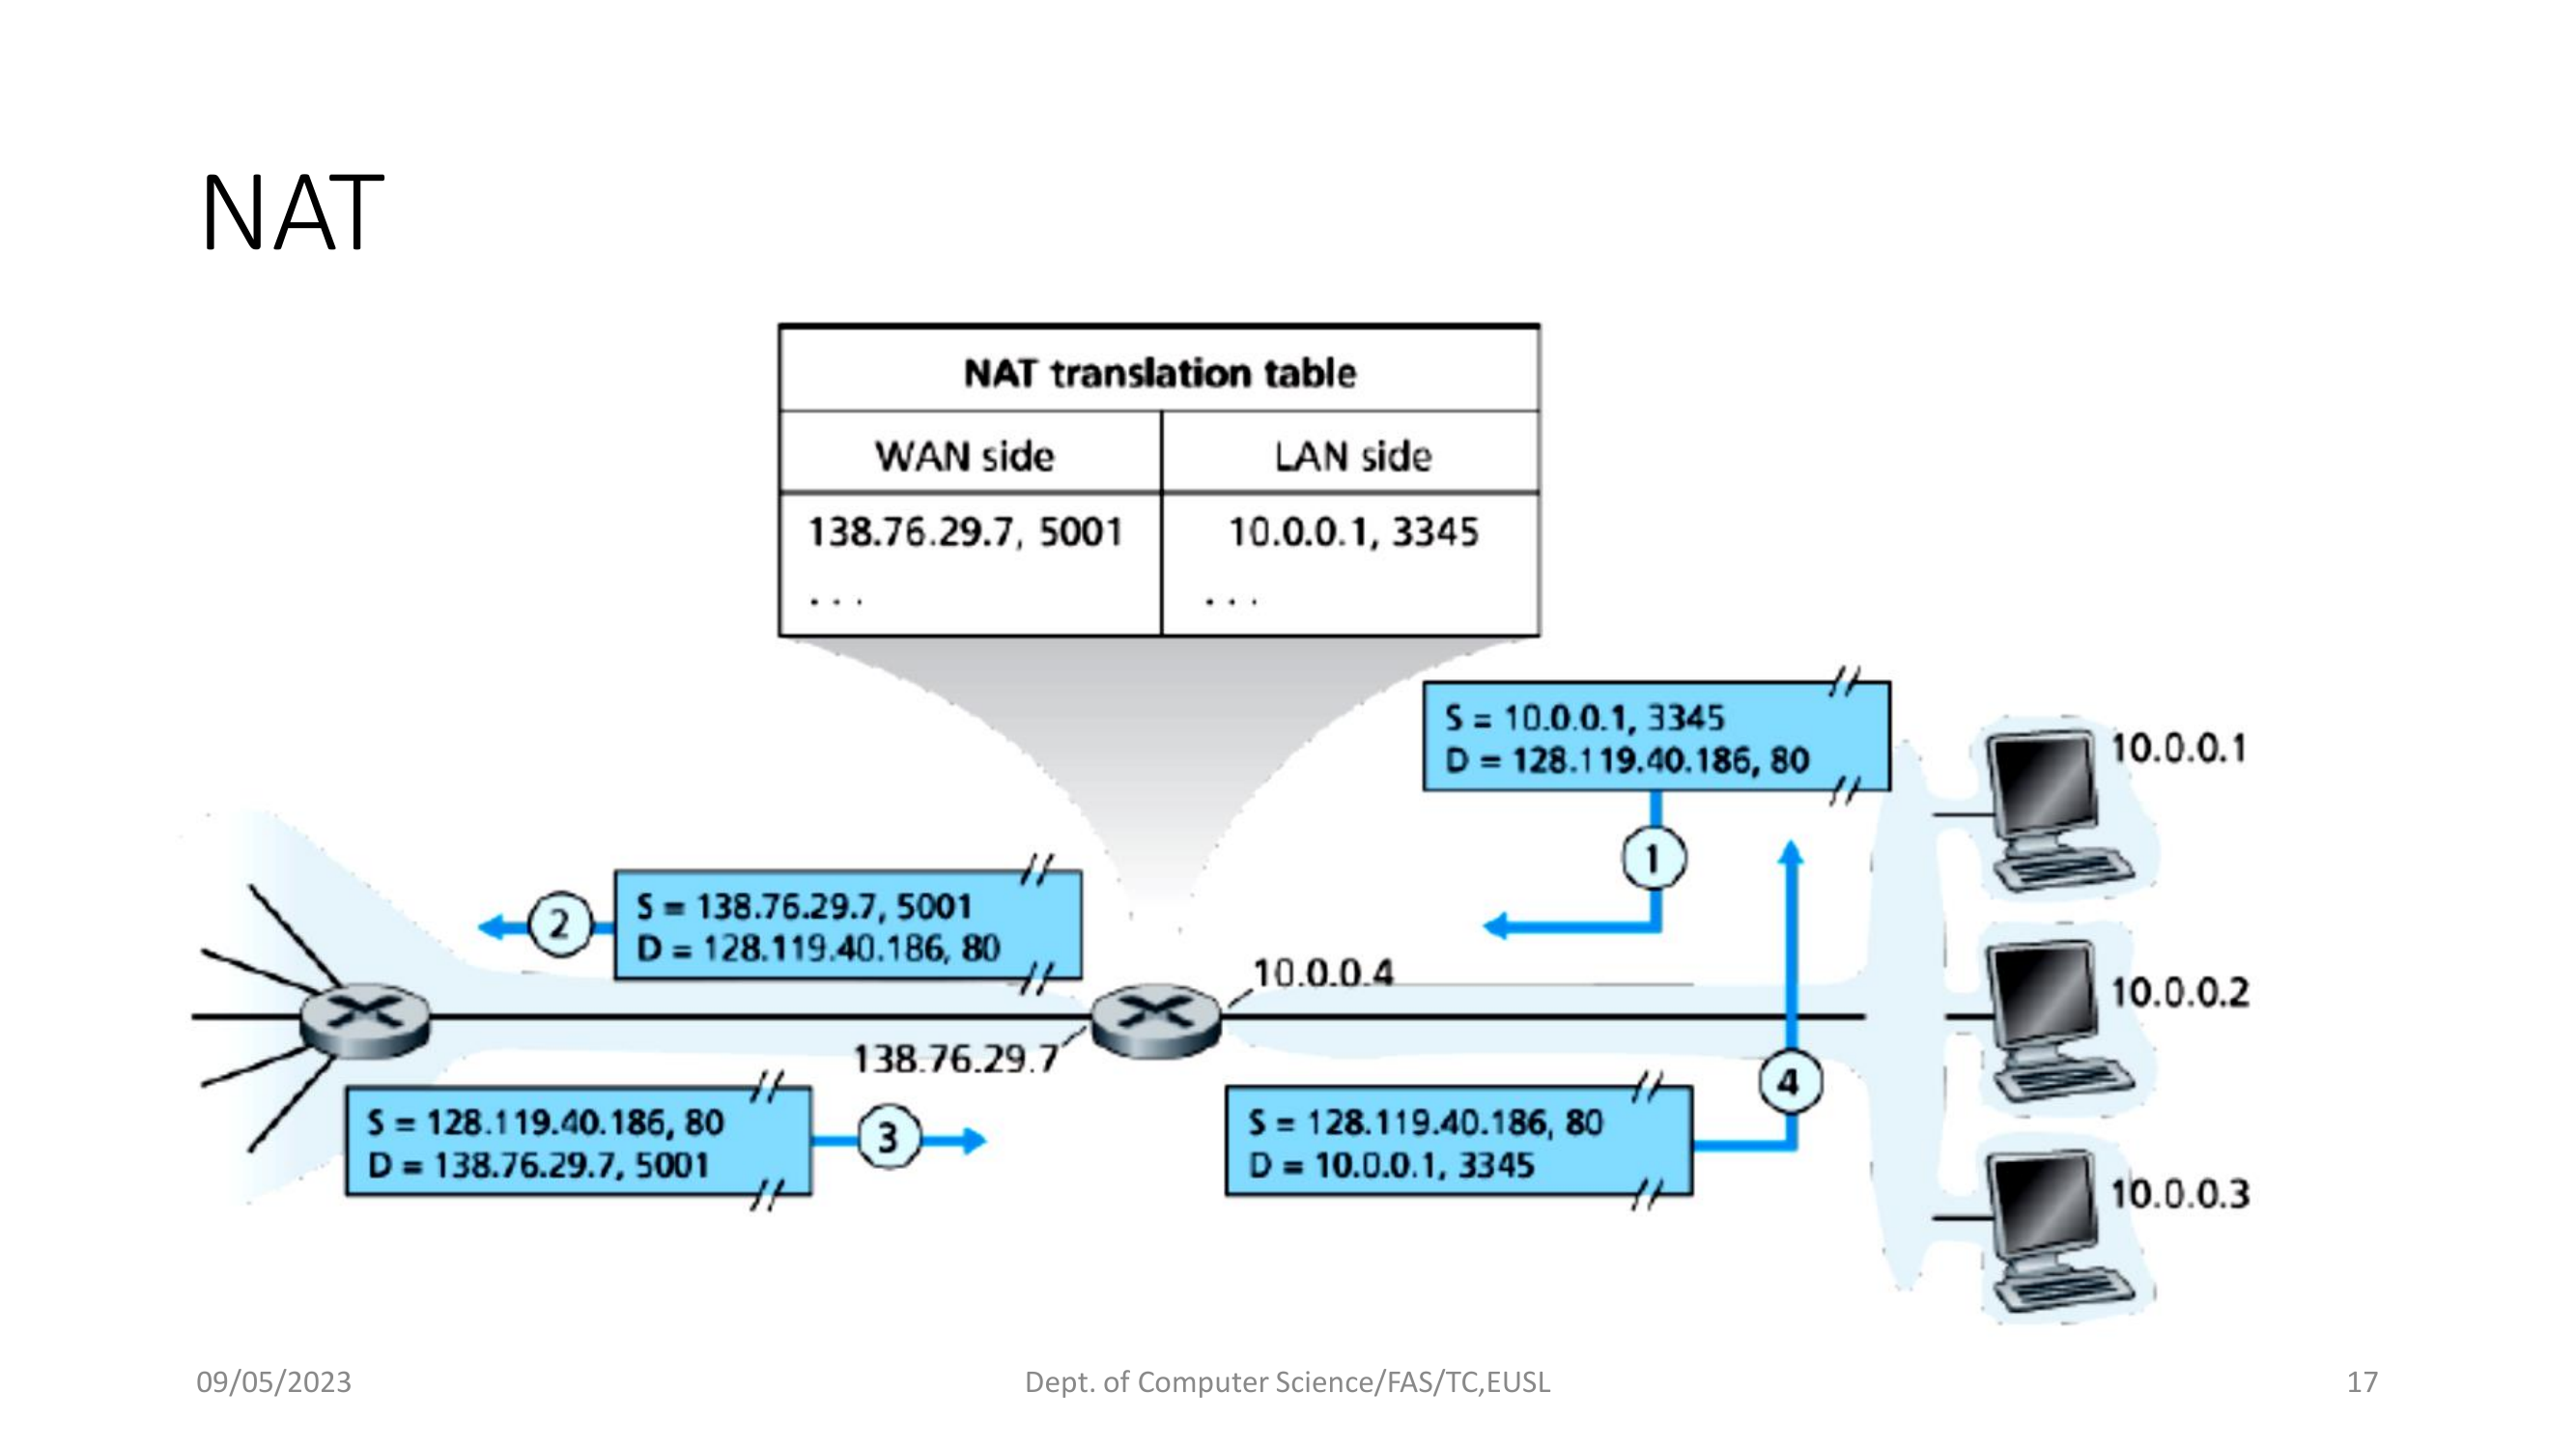 NAT
NAT translation table
WAN side
LAN side
138.76.29.7, 5001
10.0.0.1, 3345
. . .
. . .
S = 10.0.0.1, 3345
D = 128.119.40.186, 80
1
10.0.0.1
2
S = 138.76.29.7, 5001
D = 128.119.40.186, 80
10.0.0.4
10.0.0.2
138.76.29.7
S = 128.119.40.186, 80
D = 138.76.29.7, 5001
3
S = 128.119.40.186, 80
D = 10.0.0.1, 3345
4
10.0.0.3
09/05/2023
Dept. of Computer Science/FAS/TC,EUSL
17